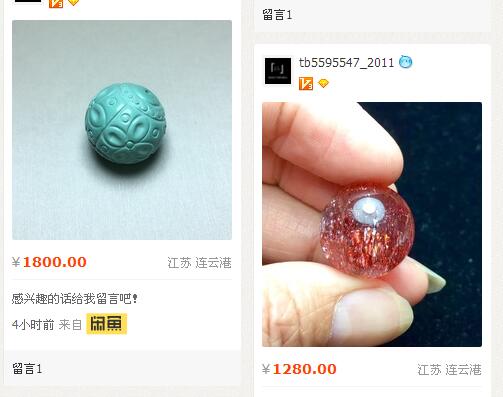 ¥1800.00 江苏 连云港
感兴趣的话给我留言吧!
4小时前 来自 闲鱼
留言1
留言1
tb5595547_2011
¥1280.00 江苏 连云港